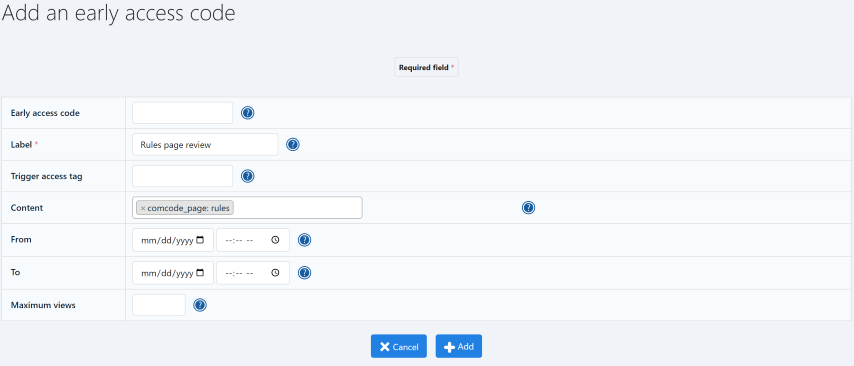 Add an early access code
Required field *
Early access code
?
Label *
Rules page review
?
Trigger access tag
?
Content
× comcode_page: rules
?
From
mm/dd/yyyy
--:-- --
?
To
mm/dd/yyyy
--:-- --
?
Maximum views
?
Cancel
Add